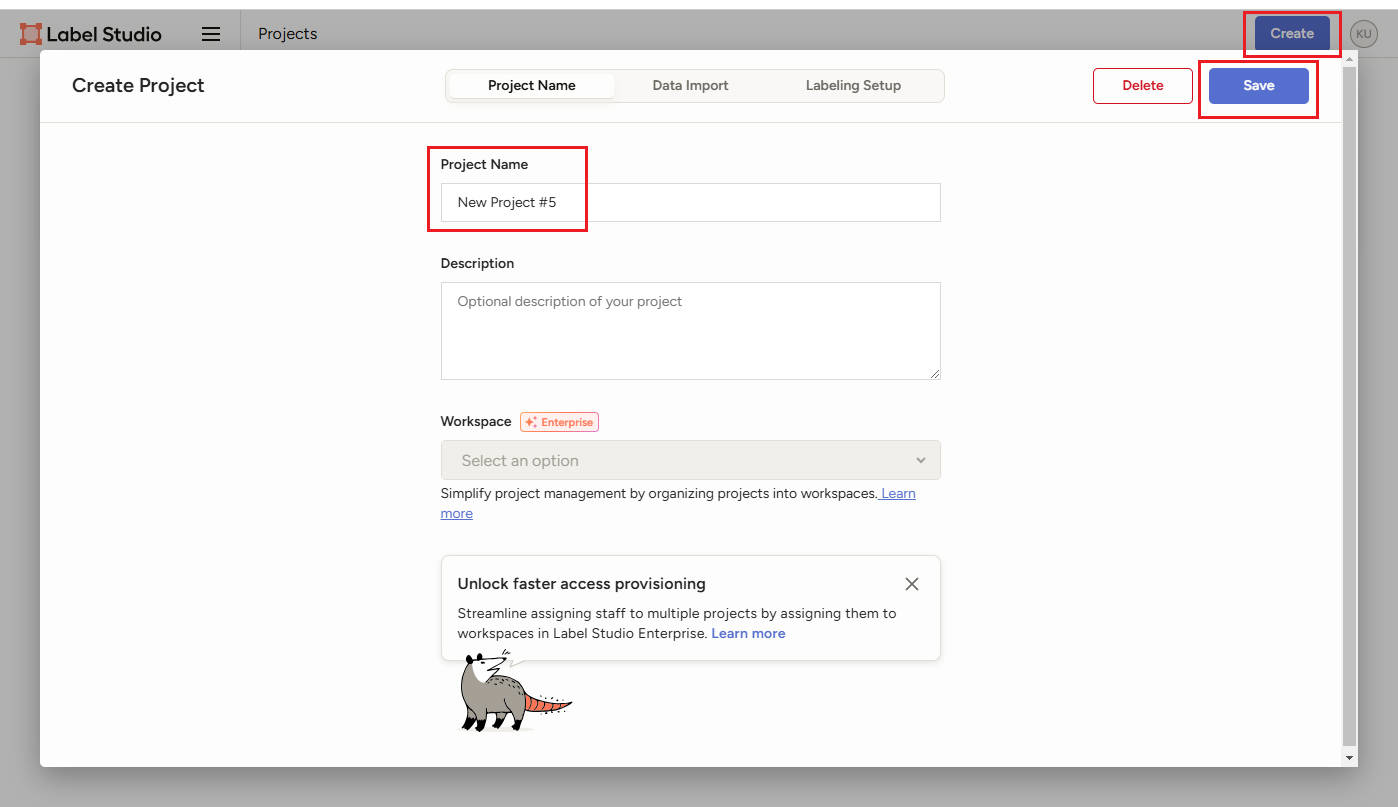 Label Studio
Projects
Create
KU
Create Project
Project Name
Data Import
Labeling Setup
Delete
Save
Project Name
New Project #5
Description
Optional description of your project
Workspace
Enterprise
Select an option
Simplify project management by organizing projects into workspaces. Learn
more
Unlock faster access provisioning
Streamline assigning staff to multiple projects by assigning them to
workspaces in Label Studio Enterprise. Learn more